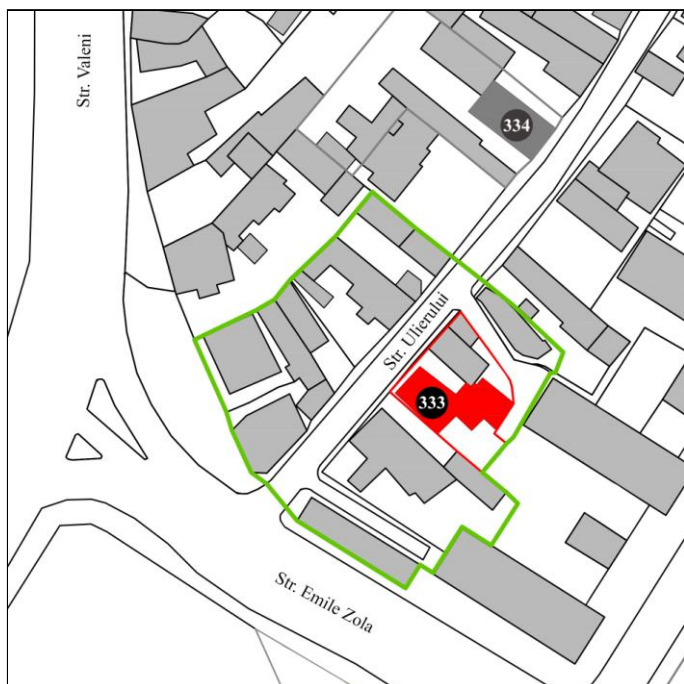 Str. Valeni
334
Str. Ulierului
333
Str. Emile Zola